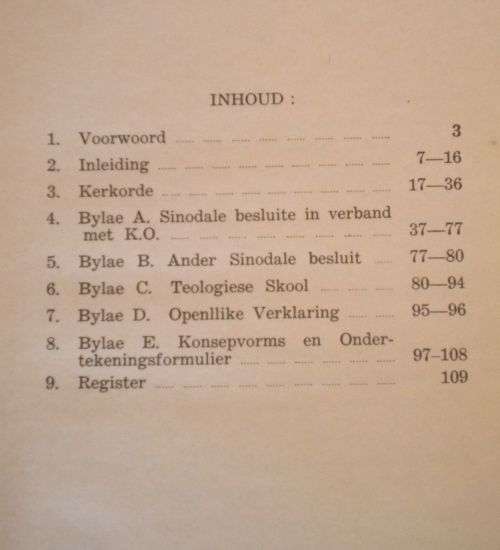 INHOUD :
1. Voorwoord 3
2. Inleiding 7—16
3. Kerkorde 17—36
4. Bylae A. Sinodale besluite in verband
met K.O. 37—77
5. Bylae B. Ander Sinodale besluit 77—80
6. Bylae C. Teologiese Skool 80—94
7. Bylae D. Openllike Verklaring 95—96
8. Bylae E. Konsepvorms en Onder-
tekeningsformulier 97–108
9. Register 109